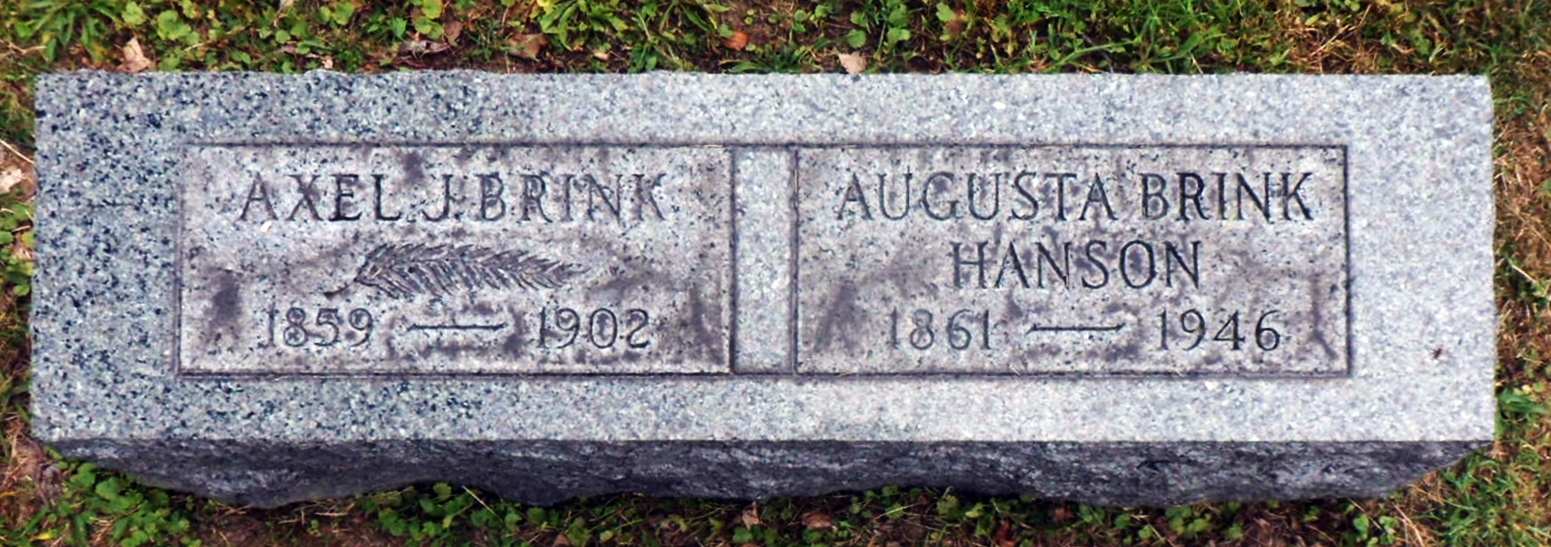 AXEL J. BRINK
1859 — 1902
AUGUSTA BRINK
HANSON
1861 — 1946